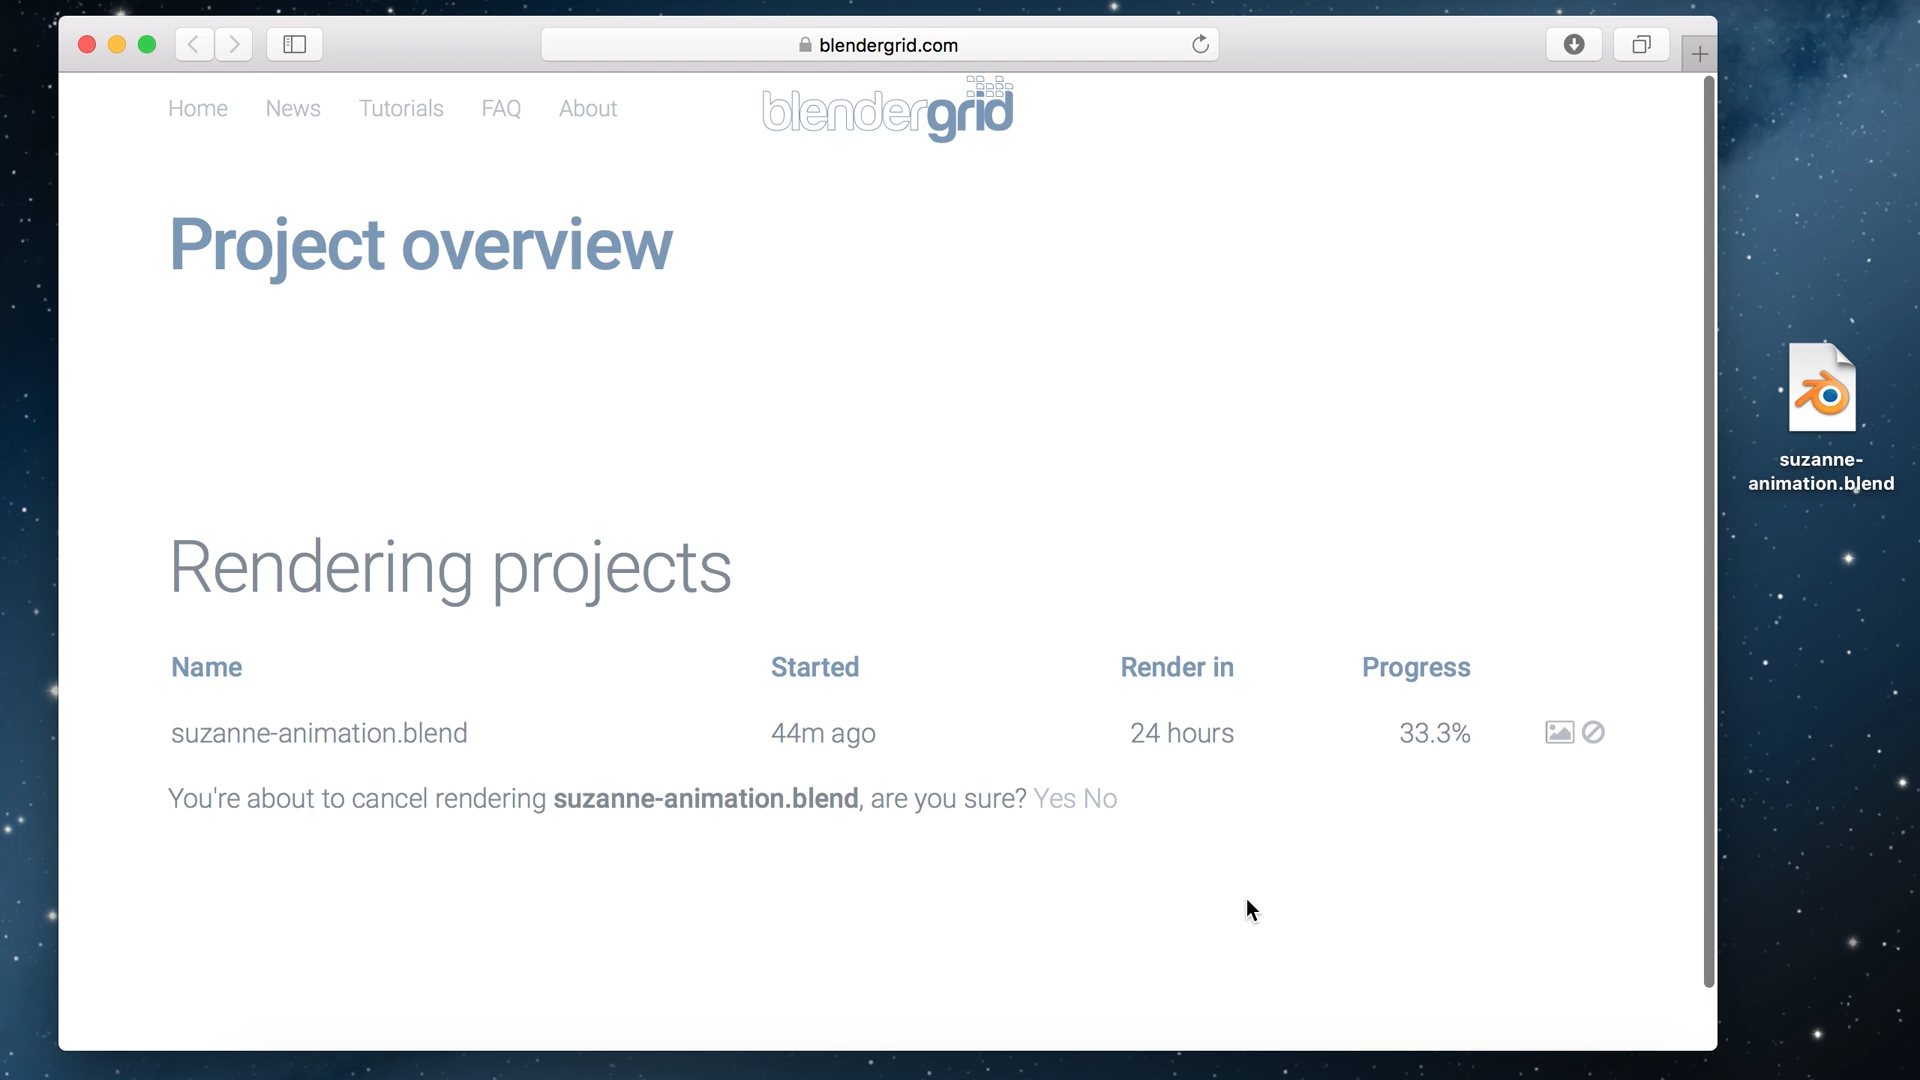 blendergrid.com
Home News Tutorials FAQ About
blendergrid
Project overview
Rendering projects
Name Started Render in Progress
suzanne-animation.blend 44m ago 24 hours 33.3%
You're about to cancel rendering suzanne-animation.blend, are you sure? Yes No
suzanne-
animation.blend